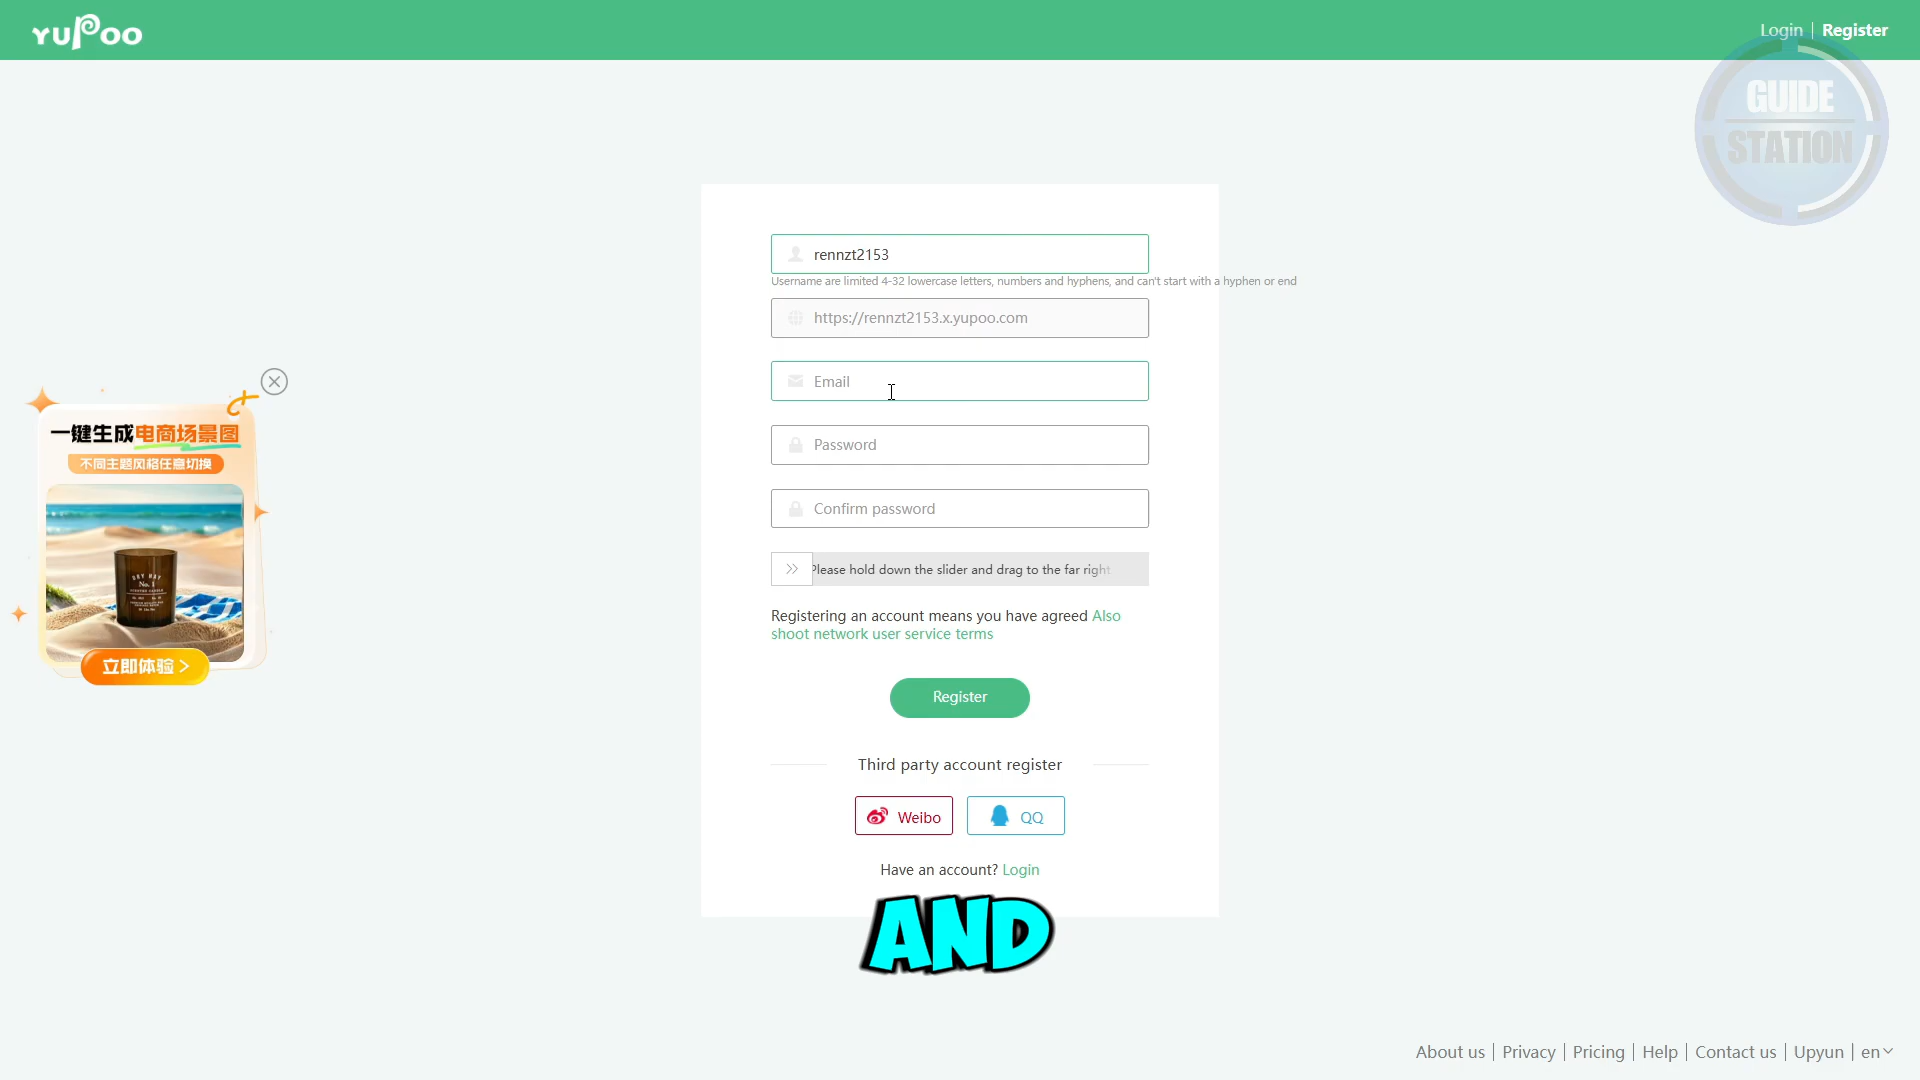 YUPOO
Login | Register
GUIDE
STATION
rennzt2153
Username are limited 4-32 lowercase letters, numbers and hyphens, and can't start with a hyphen or end
https://rennzt2153.x.yupoo.com
Email
Password
Confirm password
Please hold down the slider and drag to the far right
Registering an account means you have agreed Also
shoot network user service terms
Register
Third party account register
Weibo
QQ
Have an account? Login
AND
一键生成电商场景图
不同主题风格任意切换
DRY DAY
No. 1
立即体验 >
About us | Privacy | Pricing | Help | Contact us | Upyun | en